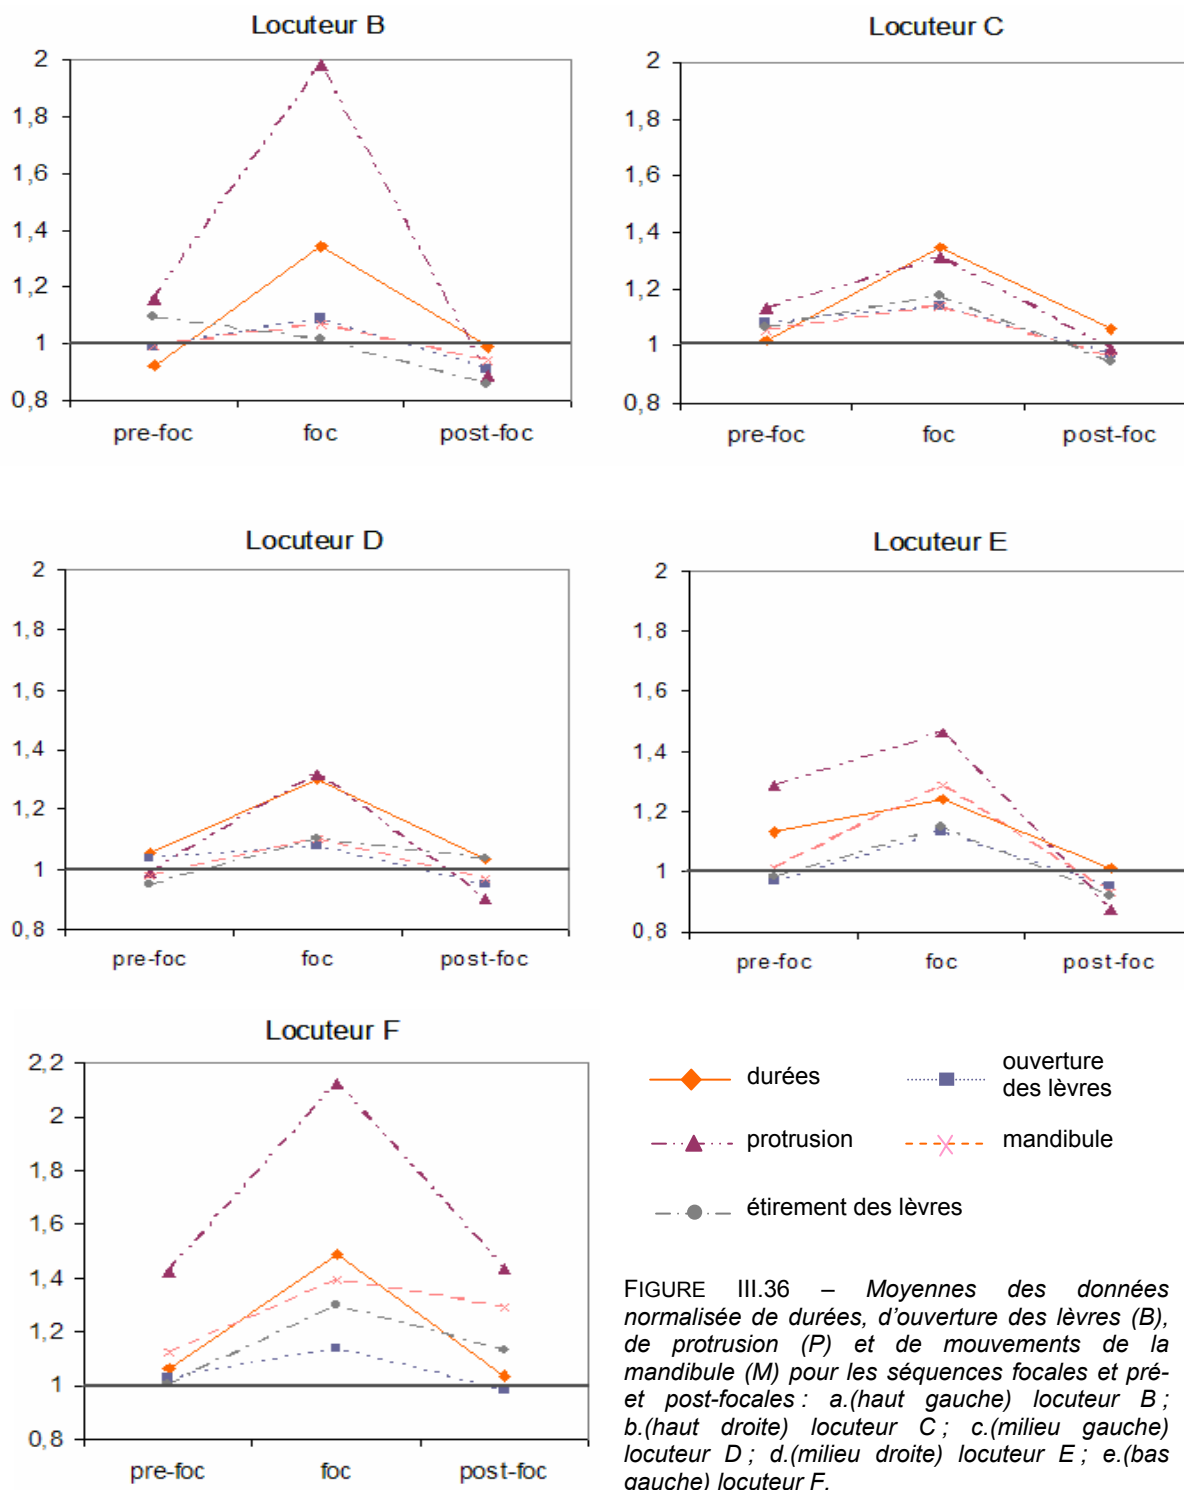 Locuteur B
2
1,8
1,6
1,4
1,2
1
0,8
pre-foc foc post-foc
Locuteur C
2
1,8
1,6
1,4
1,2
1
0,8
pre-foc foc post-foc
Locuteur D
2
1,8
1,6
1,4
1,2
1
0,8
pre-foc foc post-foc
Locuteur E
2
1,8
1,6
1,4
1,2
1
0,8
pre-foc foc post-foc
Locuteur F
2,2
2
1,8
1,6
1,4
1,2
1
0,8
pre-foc foc post-foc
durées
ouverture
des lèvres
protrusion
mandibule
étirement des lèvres
FIGURE III.36 – Moyennes des données
normalisée de durées, d'ouverture des lèvres (B),
de protrusion (P) et de mouvements de la
mandibule (M) pour les séquences focales et pré-
et post-focales : a.(haut gauche) locuteur B ;
b.(haut droite) locuteur C ; c.(milieu gauche)
locuteur D ; d.(milieu droite) locuteur E ; e.(bas
gauche) locuteur F.